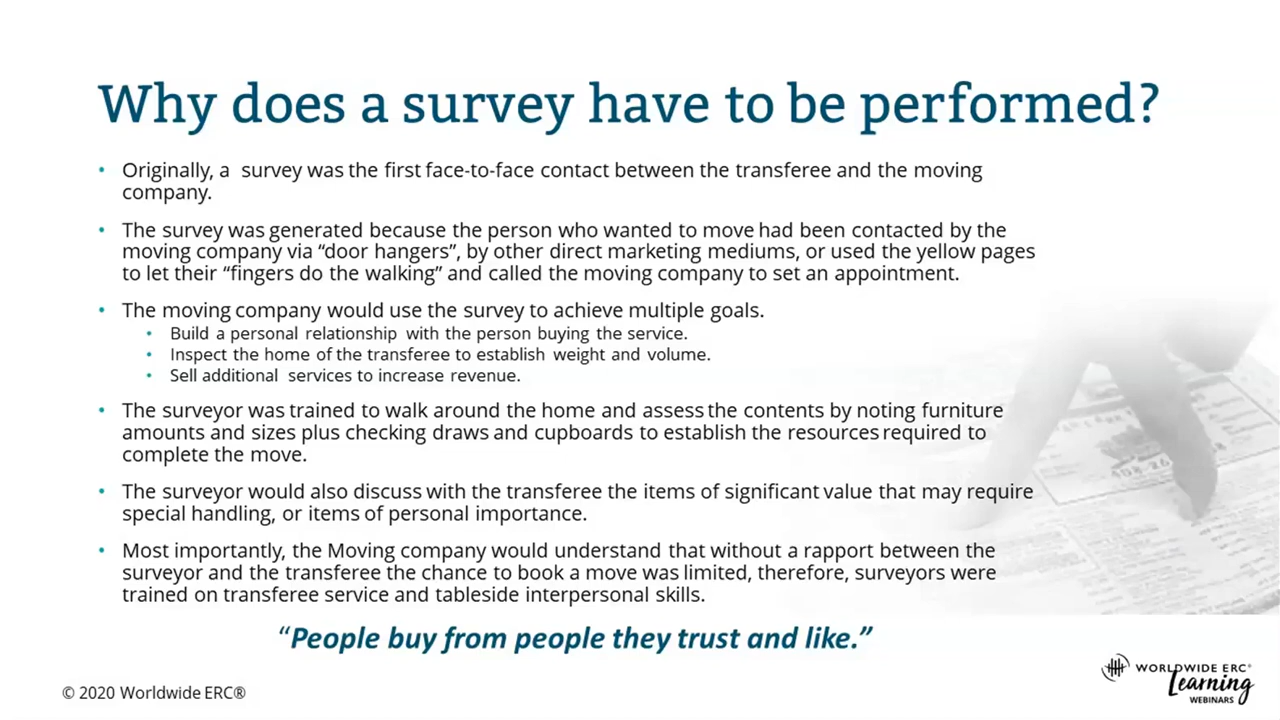 Why does a survey have to be performed?
• Originally, a survey was the first face-to-face contact between the transferee and the moving
company.
• The survey was generated because the person who wanted to move had been contacted by the
moving company via “door hangers”, by other direct marketing mediums, or used the yellow pages
to let their “fingers do the walking” and called the moving company to set an appointment.
• The moving company would use the survey to achieve multiple goals.
• Build a personal relationship with the person buying the service.
• Inspect the home of the transferee to establish weight and volume.
• Sell additional services to increase revenue.
• The surveyor was trained to walk around the home and assess the contents by noting furniture
amounts and sizes plus checking draws and cupboards to establish the resources required to
complete the move.
• The surveyor would also discuss with the transferee the items of significant value that may require
special handling, or items of personal importance.
• Most importantly, the Moving company would understand that without a rapport between the
surveyor and the transferee the chance to book a move was limited, therefore, surveyors were
trained on transferee service and tableside interpersonal skills.
“People buy from people they trust and like.”
© 2020 Worldwide ERC®
WORLDWIDE ERC®
Learning
WEBINARS